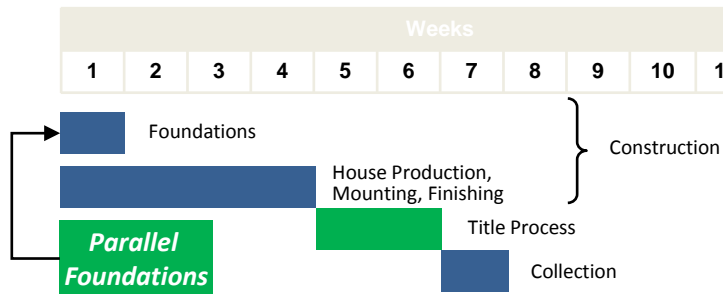 Weeks
1 2 3 4 5 6 7 8 9 10
Foundations
Construction
House Production,
Mounting, Finishing
Title Process
Parallel
Foundations
Collection